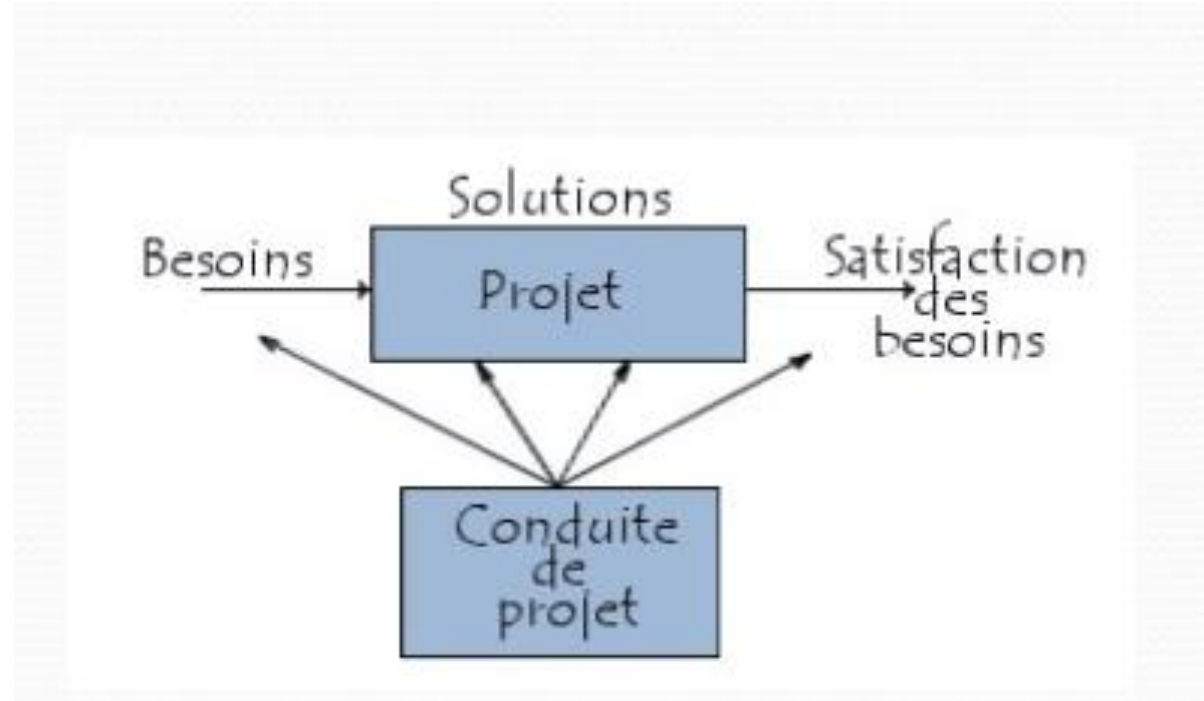 Solutions
Besoins
Projet
Satisfaction
des
besoins
Conduite
de
projet